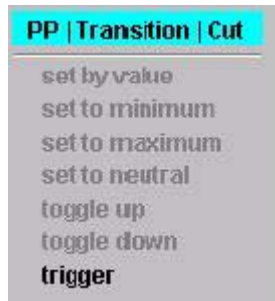 PP | Transition | Cut
set by value
set to minimum
set to maximum
set to neutral
toggle up
toggle down
trigger